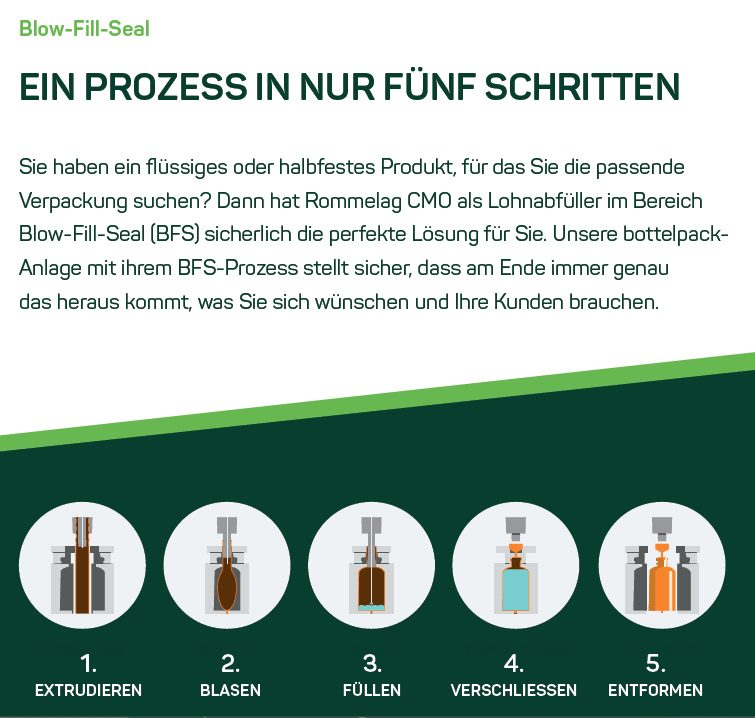 Blow-Fill-Seal
EIN PROZESS IN NUR FÜNF SCHRITTEN
Sie haben ein flüssiges oder halbfestes Produkt, für das Sie die passende
Verpackung suchen? Dann hat Rommelag CMO als Lohnabfüller im Bereich
Blow-Fill-Seal (BFS) sicherlich die perfekte Lösung für Sie. Unsere bottelpack-
Anlage mit ihrem BFS-Prozess stellt sicher, dass am Ende immer genau
das heraus kommt, was Sie sich wünschen und Ihre Kunden brauchen.
1.
EXTRUDIEREN
2.
BLASEN
3.
FÜLLEN
4.
VERSCHLIESSEN
5.
ENTFORMEN